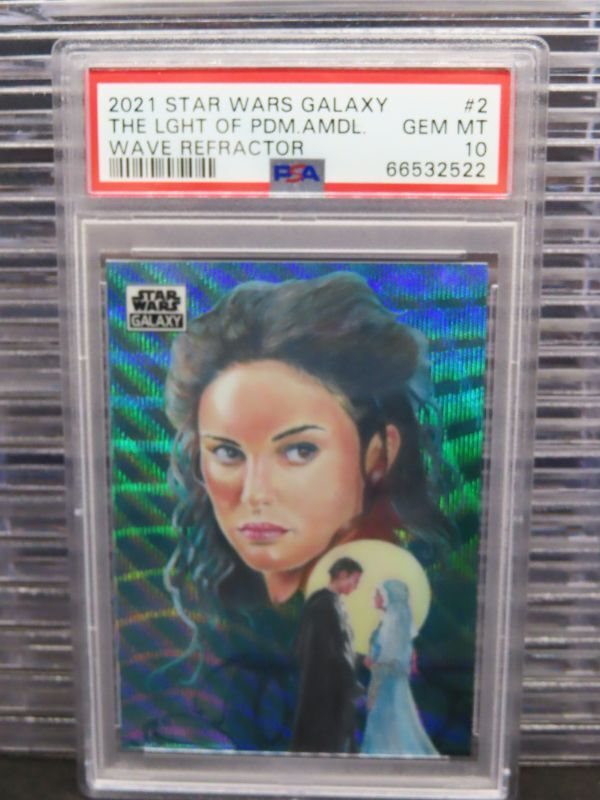 2021 STAR WARS GALAXY #2
THE LGHT OF PDM.AMDL. GEM MT
WAVE REFRACTOR 10
PSA 66532522
STAR
WARS
GALAXY